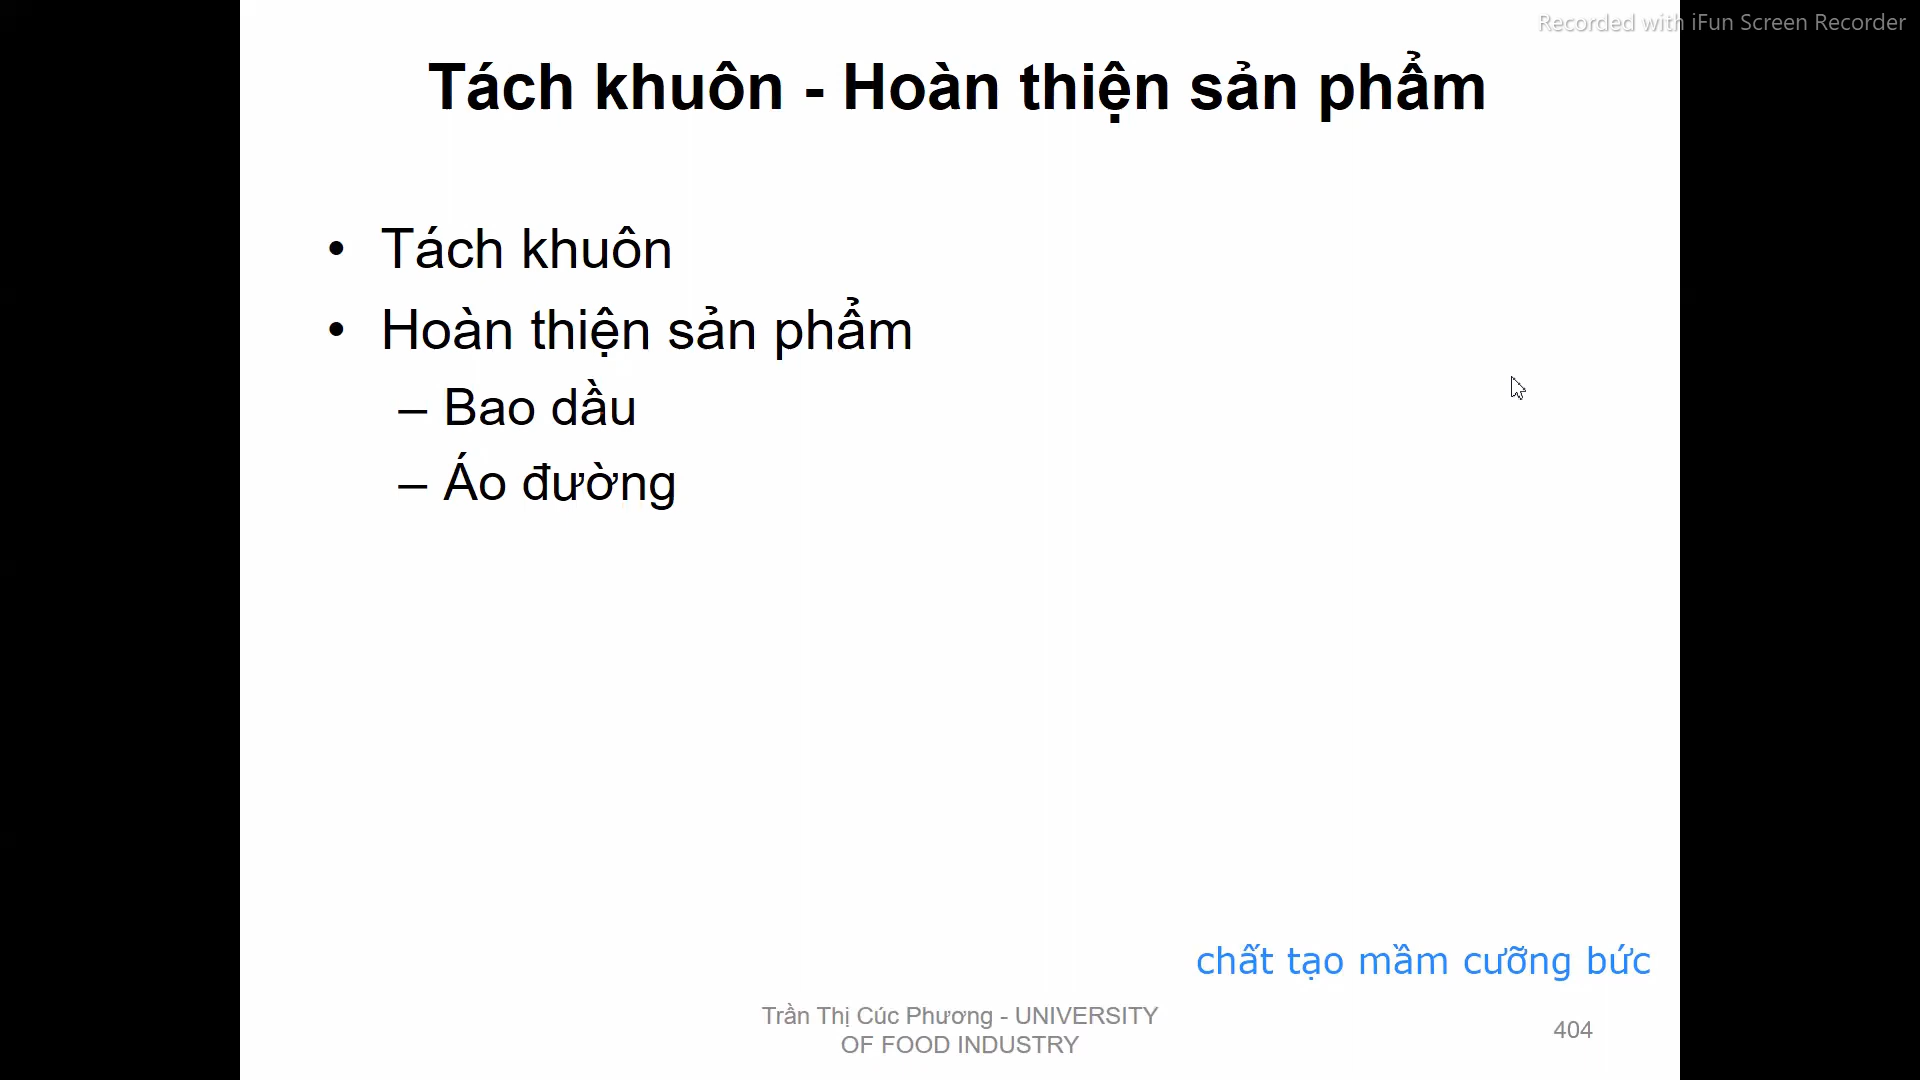 Recorded with iFun Screen Recorder
Tách khuôn - Hoàn thiện sản phẩm
• Tách khuôn
• Hoàn thiện sản phẩm
– Bao dầu
– Áo đường
chất tạo mầm cưỡng bức
Trần Thị Cúc Phương - UNIVERSITY
OF FOOD INDUSTRY
404